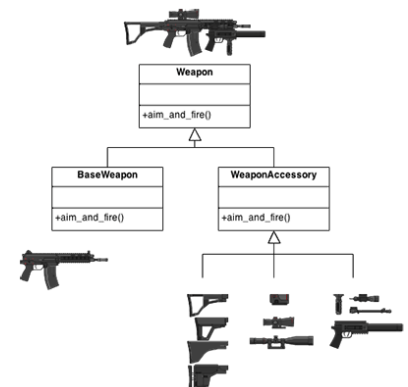 Weapon
+aim_and_fire()
BaseWeapon
WeaponAccessory
+aim_and_fire()
+aim_and_fire()